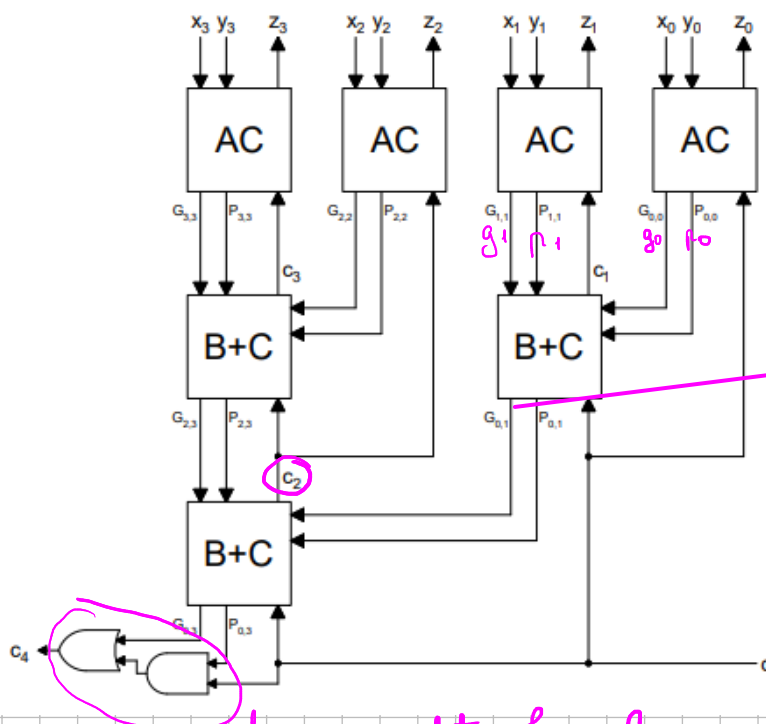 x3 y3 z3 x2 y2 z2 x1 y1 z1 x0 y0 z0
AC AC AC AC
G3,3 P3,3 G2,2 P2,2 G1,1 P1,1 G0,0 P0,0
g1 p1 g0 p0
c3 c1
B+C B+C
G2,3 P2,3 G0,1 P0,1
c2
B+C
G0,3 P0,3
c4